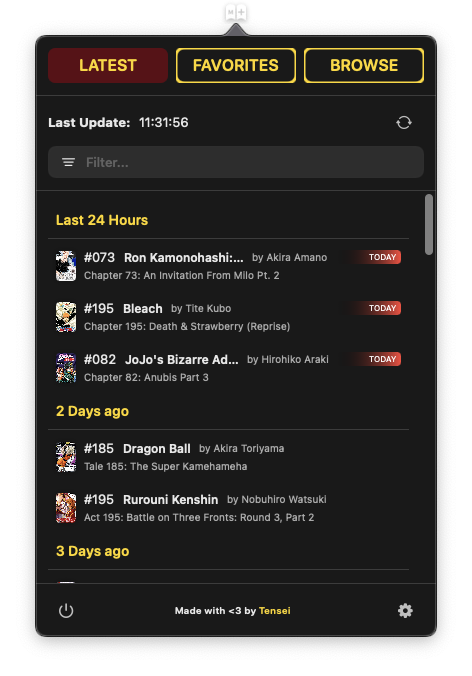 M+
LATEST FAVORITES BROWSE
Last Update: 11:31:56
Filter...
Last 24 Hours
#073 Ron Kamonohashi:... by Akira Amano TODAY
Chapter 73: An Invitation From Milo Pt. 2
#195 Bleach by Tite Kubo TODAY
Chapter 195: Death & Strawberry (Reprise)
#082 JoJo's Bizarre Ad... by Hirohiko Araki TODAY
Chapter 82: Anubis Part 3
2 Days ago
#185 Dragon Ball by Akira Toriyama
Tale 185: The Super Kamehameha
#195 Rurouni Kenshin by Nobuhiro Watsuki
Act 195: Battle on Three Fronts: Round 3, Part 2
3 Days ago
Made with <3 by Tensei